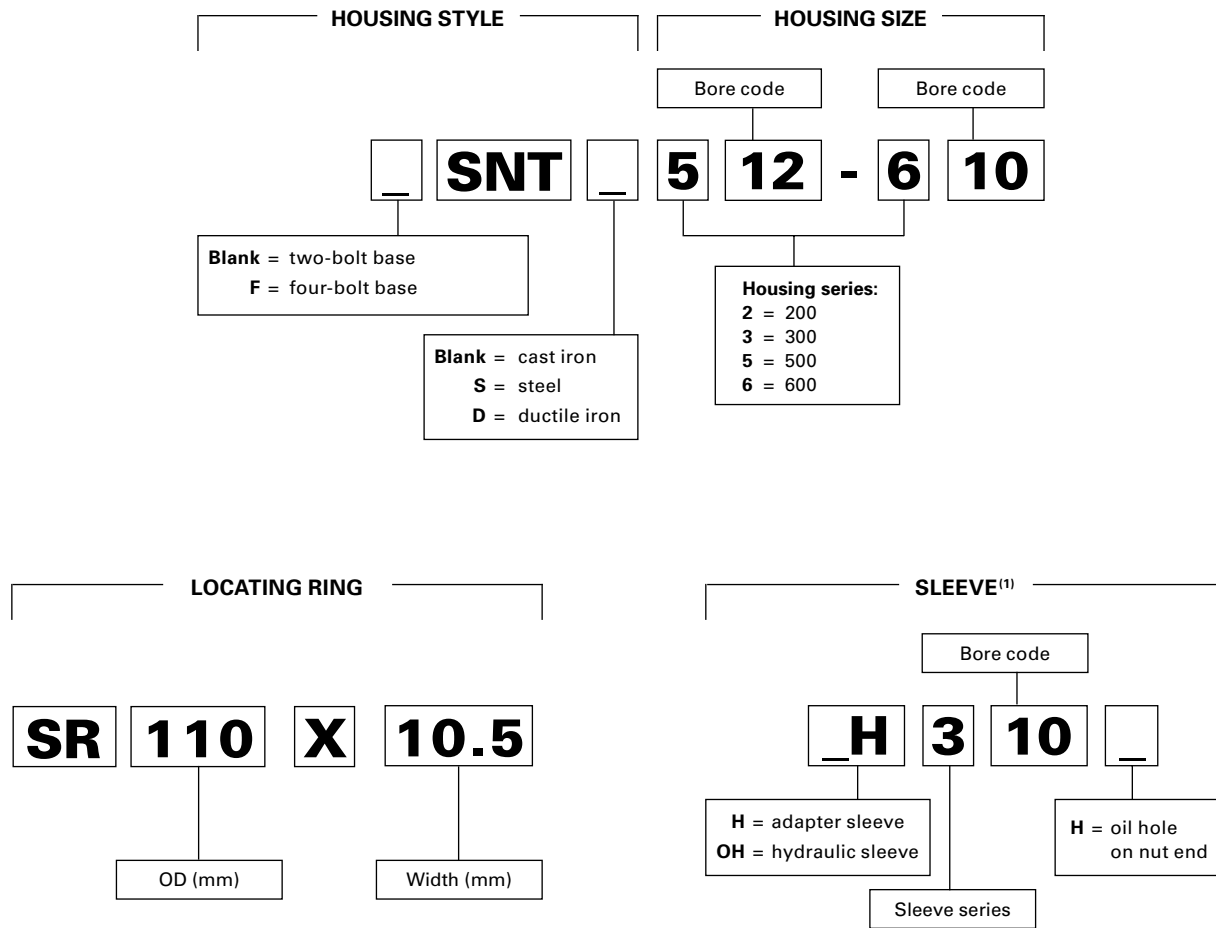 HOUSING STYLE
HOUSING SIZE
Bore code
Bore code
_ SNT _ 5 12 - 6 10
Blank = two-bolt base
F = four-bolt base
Blank = cast iron
S = steel
D = ductile iron
Housing series:
2 = 200
3 = 300
5 = 500
6 = 600
LOCATING RING
SR 110 X 10.5
OD (mm)
Width (mm)
SLEEVE(1)
Bore code
_H 3 10 _
H = adapter sleeve
OH = hydraulic sleeve
H = oil hole
on nut end
Sleeve series